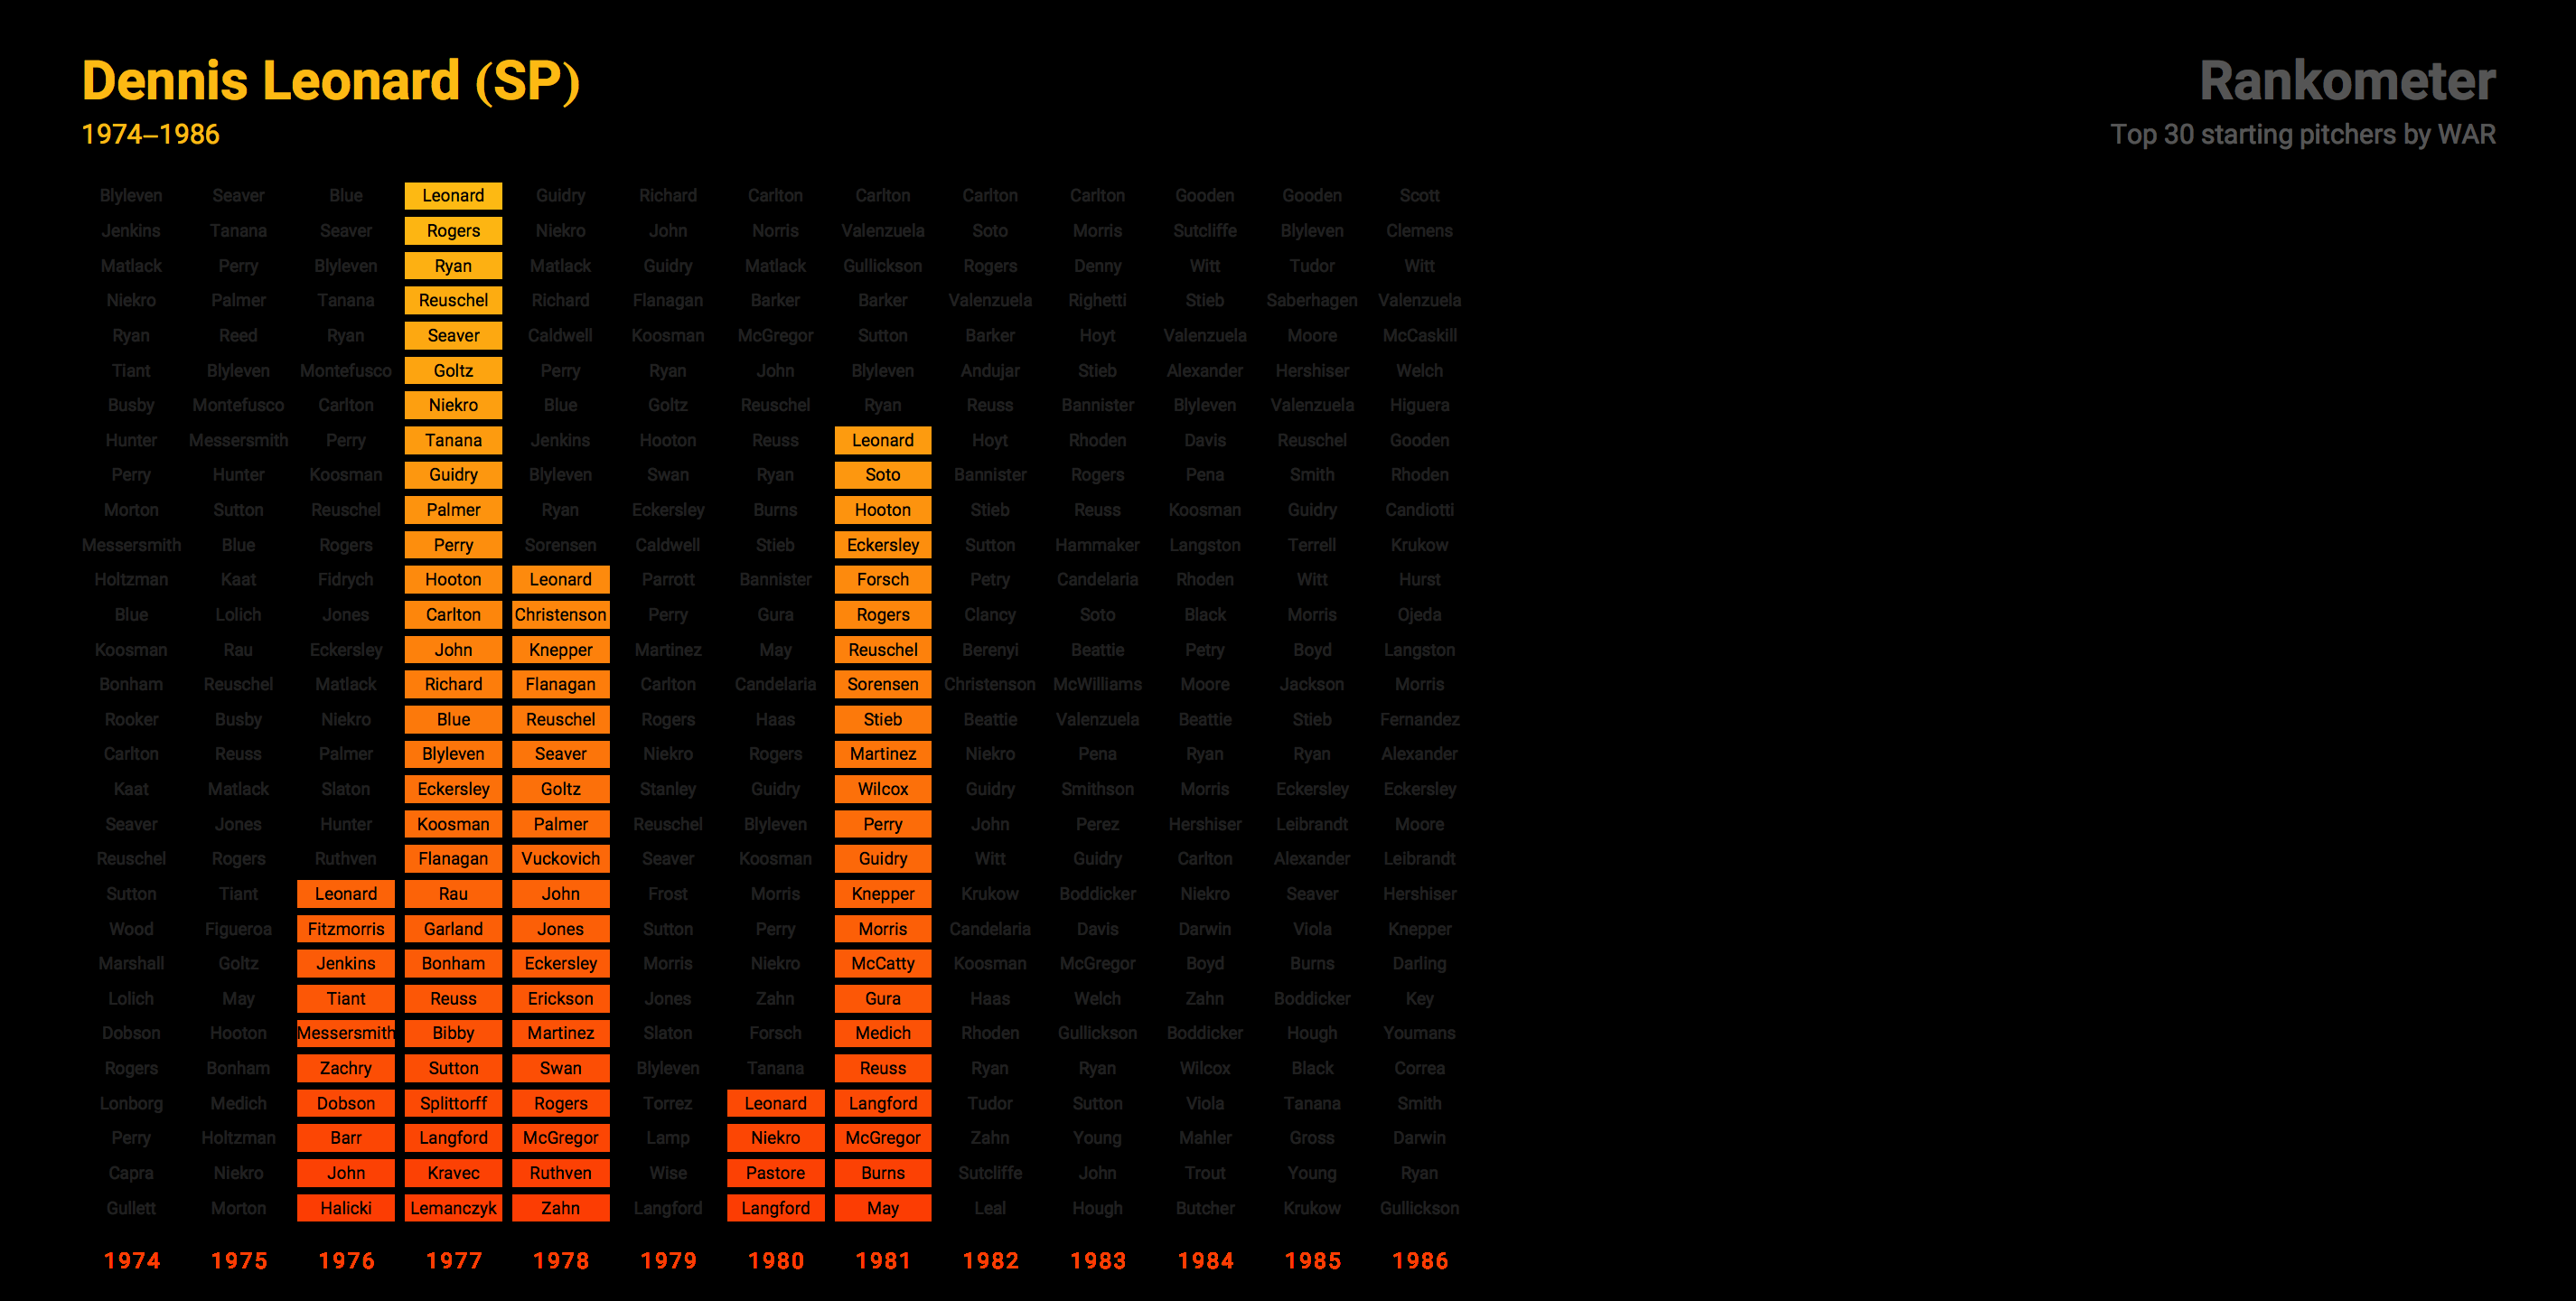 Dennis Leonard (SP)
1974–1986
Rankometer
Top 30 starting pitchers by WAR
Blyleven Seaver Blue Leonard Guidry Richard Carlton Carlton Carlton Carlton Gooden Gooden Scott
Jenkins Tanana Seaver Rogers Niekro John Norris Valenzuela Soto Morris Sutcliffe Blyleven Clemens
Matlack Perry Blyleven Ryan Matlack Guidry Matlack Gullickson Rogers Denny Witt Tudor Witt
Niekro Palmer Tanana Reuschel Richard Flanagan Barker Barker Valenzuela Righetti Stieb Saberhagen Valenzuela
Ryan Reed Ryan Seaver Caldwell Koosman McGregor Sutton Barker Hoyt Valenzuela Moore McCaskill
Tiant Blyleven Montefusco Goltz Perry Ryan John Blyleven Andujar Stieb Alexander Hershiser Welch
Busby Montefusco Carlton Niekro Blue Goltz Reuschel Ryan Reuss Bannister Blyleven Valenzuela Higuera
Hunter Messersmith Perry Tanana Jenkins Hooton Reuss Leonard Hoyt Rhoden Davis Reuschel Gooden
Perry Hunter Koosman Guidry Blyleven Swan Ryan Soto Bannister Rogers Pena Smith Rhoden
Morton Sutton Reuschel Palmer Ryan Eckersley Burns Hooton Stieb Reuss Koosman Guidry Candiotti
Messersmith Blue Rogers Perry Sorensen Caldwell Stieb Eckersley Sutton Hammaker Langston Terrell Krukow
Holtzman Kaat Fidrych Hooton Leonard Parrott Bannister Forsch Petry Candelaria Rhoden Witt Hurst
Blue Lolich Jones Carlton Christenson Perry Gura Rogers Clancy Soto Black Morris Ojeda
Koosman Rau Eckersley John Knepper Martinez May Reuschel Berenyi Beattie Petry Boyd Langston
Bonham Reuschel Matlack Richard Flanagan Carlton Candelaria Sorensen Christenson McWilliams Moore Jackson Morris
Rooker Busby Niekro Blue Reuschel Rogers Haas Stieb Beattie Valenzuela Beattie Stieb Fernandez
Carlton Reuss Palmer Blyleven Seaver Niekro Rogers Martinez Niekro Pena Ryan Ryan Alexander
Kaat Matlack Slaton Eckersley Goltz Stanley Guidry Wilcox Guidry Smithson Morris Eckersley Eckersley
Seaver Jones Hunter Koosman Palmer Reuschel Blyleven Perry John Perez Hershiser Leibrandt Moore
Reuschel Rogers Ruthven Flanagan Vuckovich Seaver Koosman Guidry Witt Guidry Carlton Alexander Leibrandt
Sutton Tiant Leonard Rau John Frost Morris Knepper Krukow Boddicker Niekro Seaver Hershiser
Wood Figueroa Fitzmorris Garland Jones Sutton Perry Morris Candelaria Davis Darwin Viola Knepper
Marshall Goltz Jenkins Bonham Eckersley Morris Niekro McCatty Koosman McGregor Boyd Burns Darling
Lolich May Tiant Reuss Erickson Jones Zahn Gura Haas Welch Zahn Boddicker Key
Dobson Hooton Messersmith Bibby Martinez Slaton Forsch Medich Rhoden Gullickson Boddicker Hough Youmans
Rogers Bonham Zachry Sutton Swan Blyleven Tanana Reuss Ryan Ryan Wilcox Black Correa
Lonborg Medich Dobson Splittorff Rogers Torrez Leonard Langford Tudor Sutton Viola Tanana Smith
Perry Holtzman Barr Langford McGregor Lamp Niekro McGregor Zahn Young Mahler Gross Darwin
Capra Niekro John Kravec Ruthven Wise Pastore Burns Sutcliffe John Trout Young Ryan
Gullett Morton Halicki Lemanczyk Zahn Langford Langford May Leal Hough Butcher Krukow Gullickson
1974 1975 1976 1977 1978 1979 1980 1981 1982 1983 1984 1985 1986